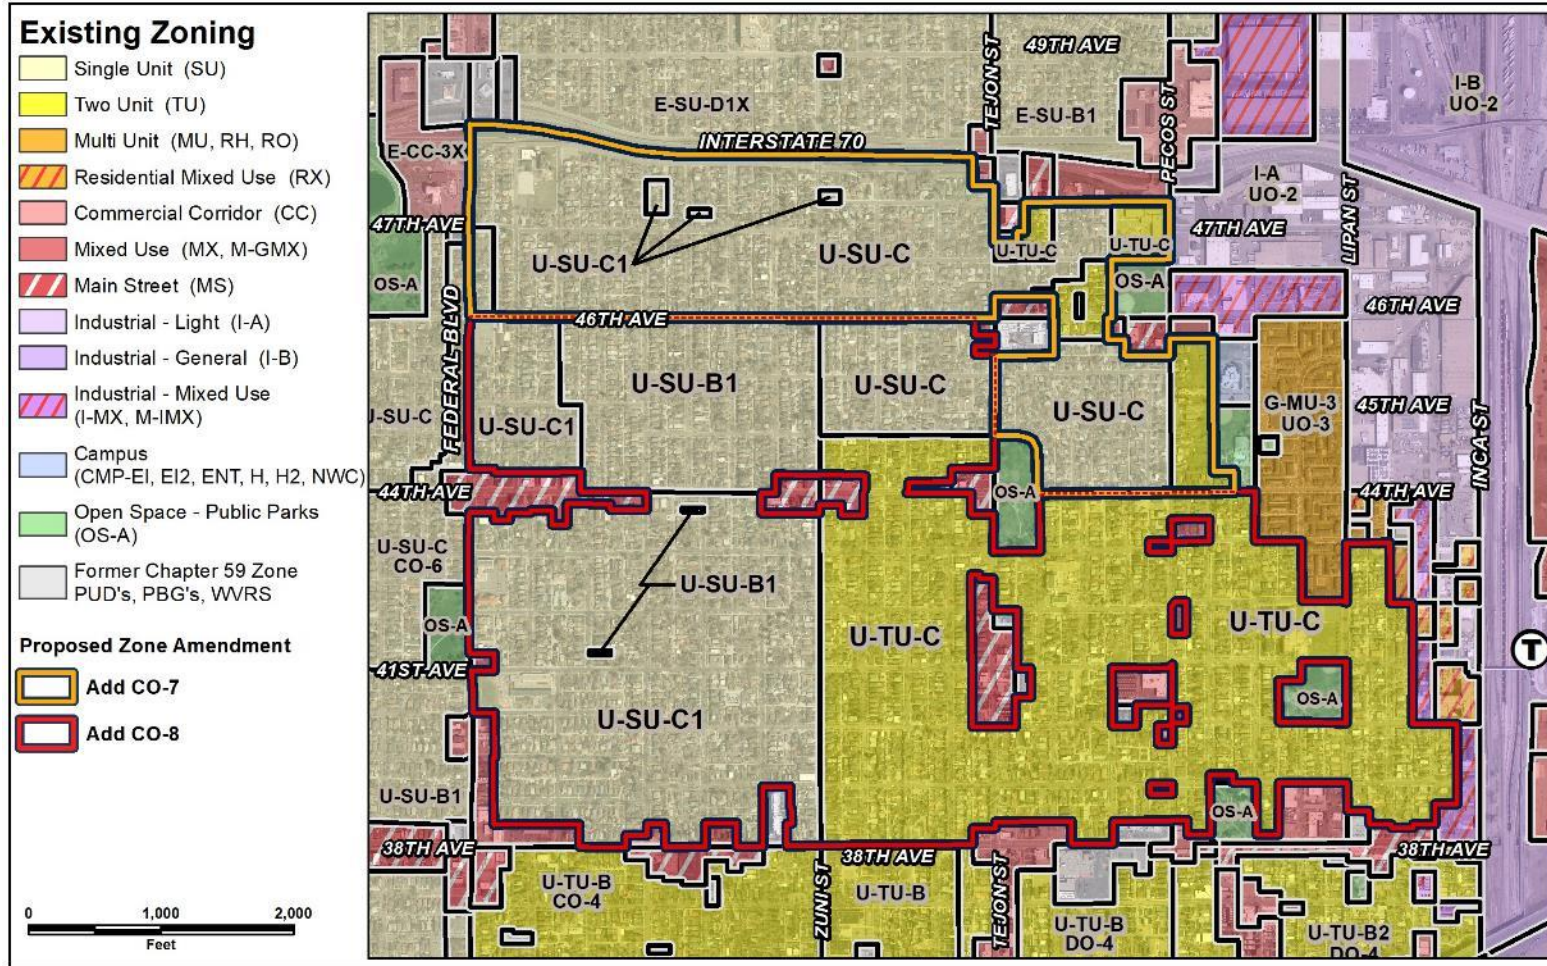 Existing Zoning
Single Unit (SU)
Two Unit (TU)
Multi Unit (MU, RH, RO)
Residential Mixed Use (RX)
Commercial Corridor (CC)
Mixed Use (MX, M-GMX)
Main Street (MS)
Industrial - Light (I-A)
Industrial - General (I-B)
Industrial - Mixed Use
(I-MX, M-IMX)
Campus
(CMP-EI, EI2, ENT, H, H2, NWC)
Open Space - Public Parks
(OS-A)
Former Chapter 59 Zone
PUD's, PBG's, WVRS
Proposed Zone Amendment
Add CO-7
Add CO-8
0 1,000 2,000
Feet
49TH AVE
TEJON ST
E-SU-D1X
E-SU-B1
PECOS ST
I-B
UO-2
INTERSTATE 70
E-CC-3X
I-A
UO-2
LIPAN ST
47TH AVE
47TH AVE
U-SU-C1
U-SU-C
U-TU-C
U-TU-C
OS-A
OS-A
FEDERAL BLVD
46TH AVE
46TH AVE
U-SU-B1
U-SU-C
U-SU-C
G-MU-3
UO-3
45TH AVE
INCA ST
U-SU-C
U-SU-C1
44TH AVE
OS-A
44TH AVE
U-SU-C
CO-6
U-SU-B1
OS-A
U-TU-C
U-TU-C
T
41ST AVE
OS-A
U-SU-C1
U-SU-B1
OS-A
38TH AVE
38TH AVE
38TH AVE
U-TU-B
CO-4
ZUNI ST
U-TU-B
TEJON ST
U-TU-B
DO-4
U-TU-B2
DO-4